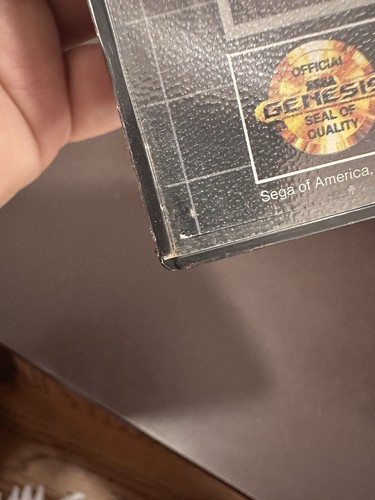 OFFICIAL
SEGA
GENESIS
SEAL OF
QUALITY
Sega of America,